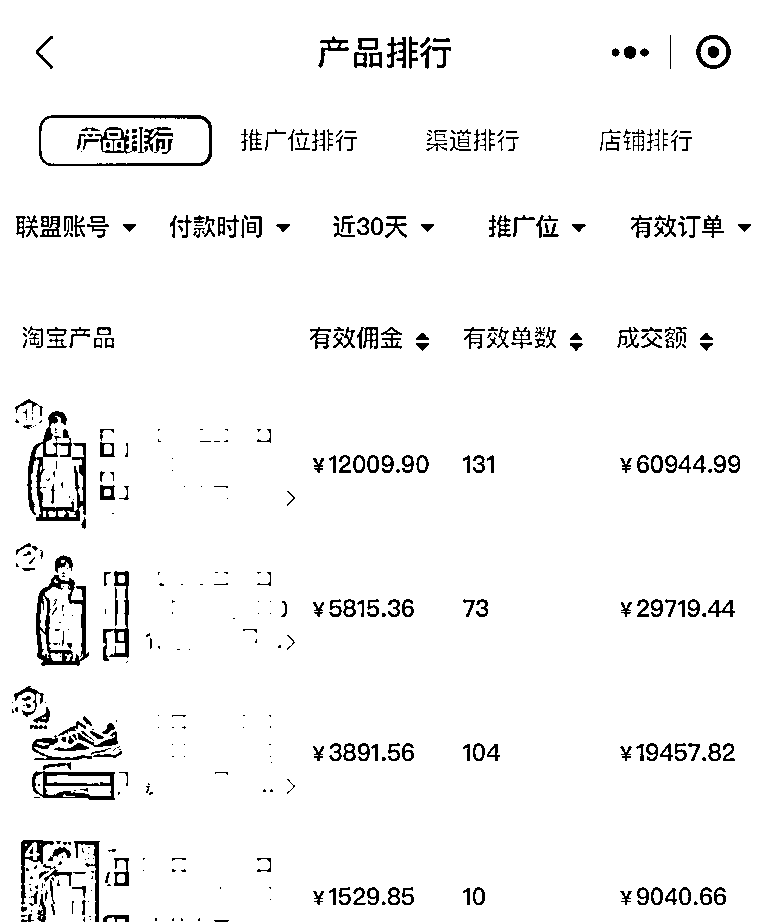 产品排行
产品排行 推广位排行 渠道排行 店铺排行
联盟账号 付款时间 近30天 推广位 有效订单
淘宝产品 有效佣金 有效单数 成交额
1
¥12009.90 131 ¥60944.99
2
¥5815.36 73 ¥29719.44
3
¥3891.56 104 ¥19457.82
4
¥1529.85 10 ¥9040.66